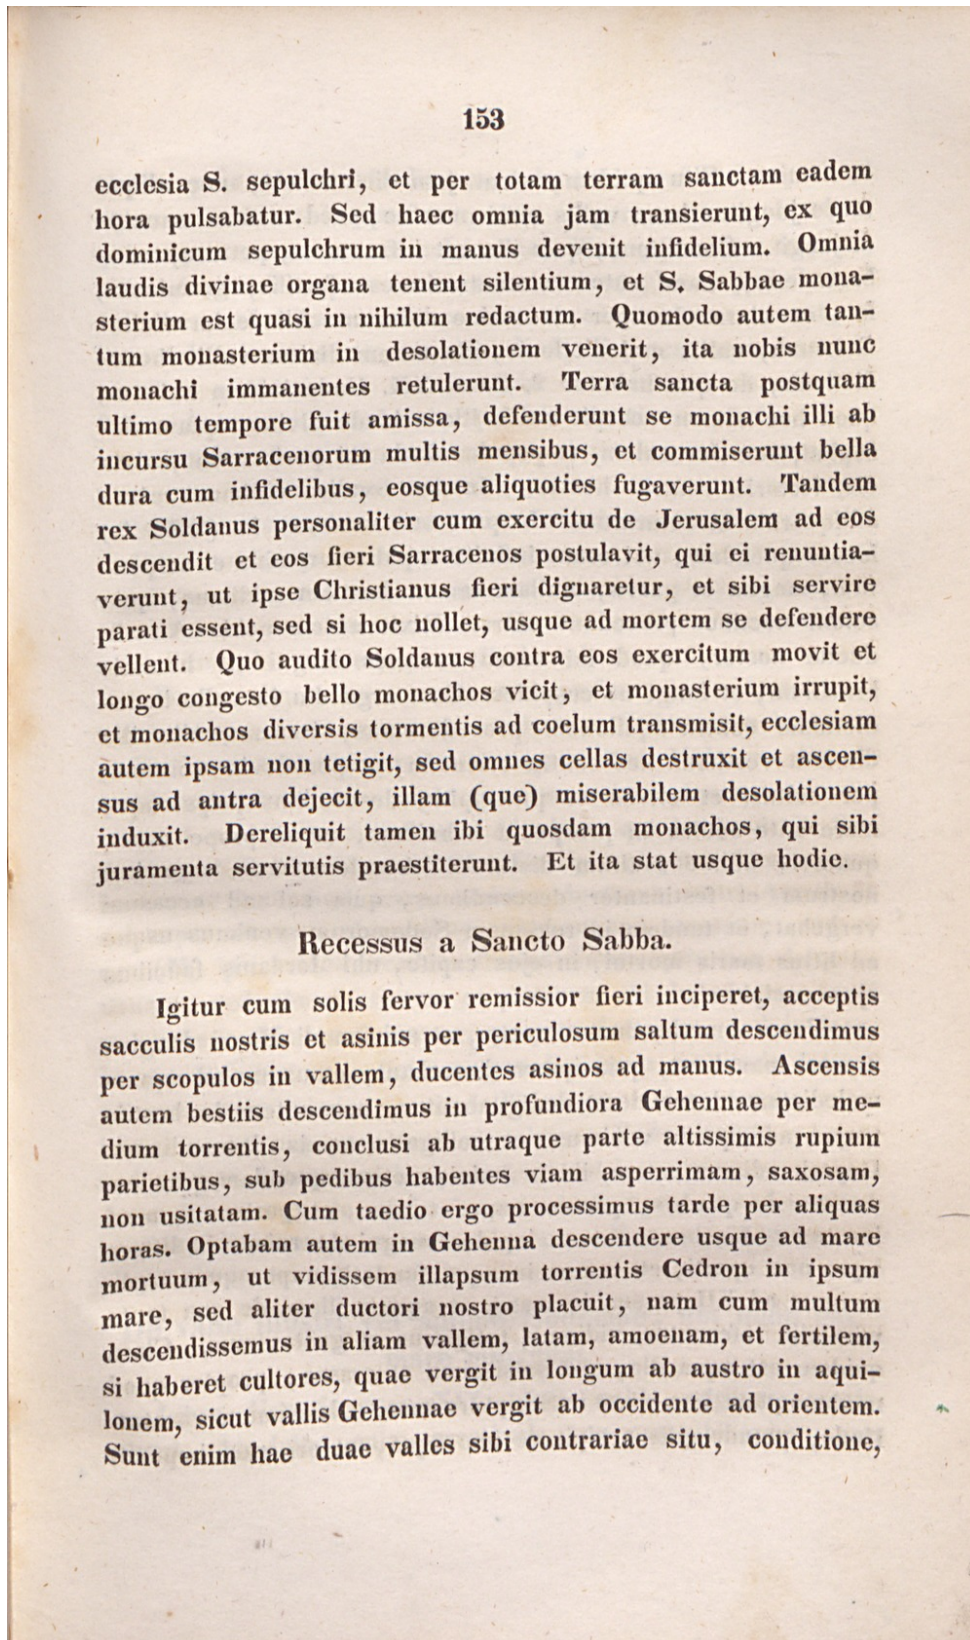 153
ecclesia S. sepulchri, et per totam terram sanctam eadem
hora pulsabatur. Sed haec omnia jam transierunt, ex quo
dominicum sepulchrum in manus devenit infidelium. Omnia
laudis divinae organa tenent silentium, et S. Sabbae mona-
sterium est quasi in nihilum redactum. Quomodo autem tan-
tum monasterium in desolationem venerit, ita nobis nunc
monachi immanentes retulerunt. Terra sancta postquam
ultimo tempore fuit amissa, defenderunt se monachi illi ab
incursu Sarracenorum multis mensibus, et commiserunt bella
dura cum infidelibus, eosque aliquoties fugaverunt. Tandem
rex Soldanus personaliter cum exercitu de Jerusalem ad eos
descendit et eos fieri Sarracenos postulavit, qui ei renuntia-
verunt, ut ipse Christianus fieri dignaretur, et sibi servire
parati essent, sed si hoc nollet, usque ad mortem se defendere
vellent. Quo audito Soldanus contra eos exercitum movit et
longo congesto bello monachos vicit, et monasterium irrupit,
et monachos diversis tormentis ad coelum transmisit, ecclesiam
autem ipsam non tetigit, sed omnes cellas destruxit et ascen-
sus ad antra dejecit, illam (que) miserabilem desolationem
induxit. Dereliquit tamen ibi quosdam monachos, qui sibi
juramenta servitutis praestiterunt. Et ita stat usque hodie.
Recessus a Sancto Sabba.
Igitur cum solis fervor remissior fieri inciperet, acceptis
sacculis nostris et asinis per periculosum saltum descendimus
per scopulos in vallem, ducentes asinos ad manus. Ascensis
autem bestiis descendimus in profundiora Gehennae per me-
dium torrentis, conclusi ab utraque parte altissimis rupium
parietibus, sub pedibus habentes viam asperrimam, saxosam,
non usitatam. Cum taedio ergo processimus tarde per aliquas
horas. Optabam autem in Gehenna descendere usque ad mare
mortuum, ut vidissem illapsum torrentis Cedron in ipsum
mare, sed aliter ductori nostro placuit, nam cum multum
descendissemus in aliam vallem, latam, amoenam, et fertilem,
si haberet cultores, quae vergit in longum ab austro in aqui-
lonem, sicut vallis Gehennae vergit ab occidente ad orientem.
Sunt enim hae duae valles sibi contrariae situ, conditione,